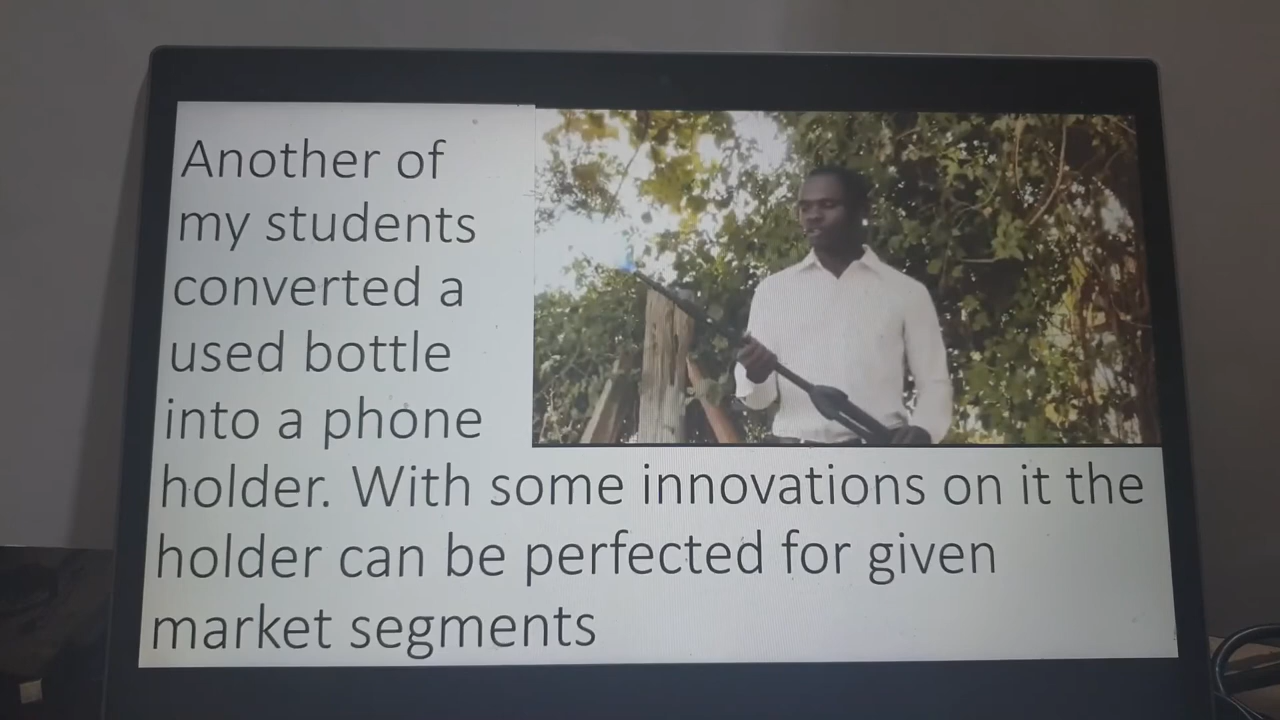 Another of
my students
converted a
used bottle
into a phone
holder. With some innovations on it the
holder can be perfected for given
market segments